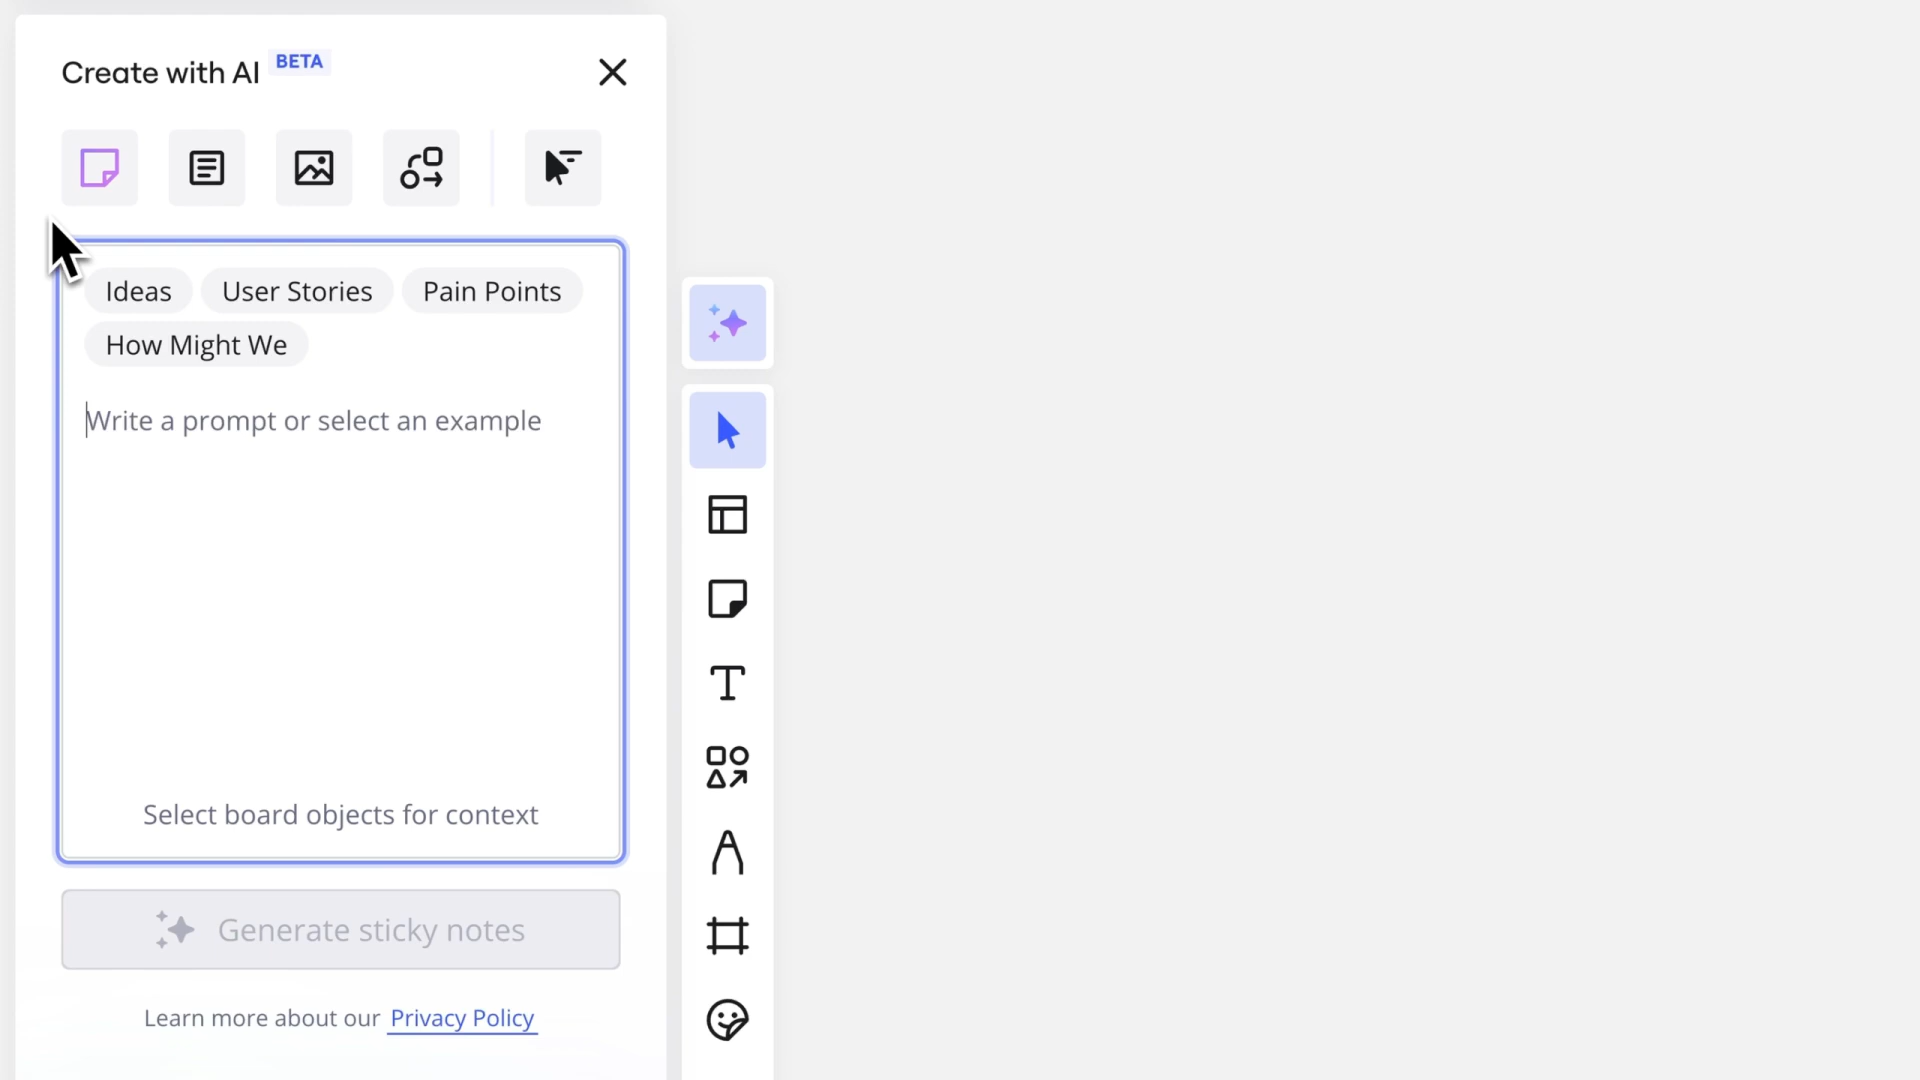 Create with AI BETA
Ideas User Stories Pain Points
How Might We
Write a prompt or select an example
Select board objects for context
Generate sticky notes
Learn more about our Privacy Policy